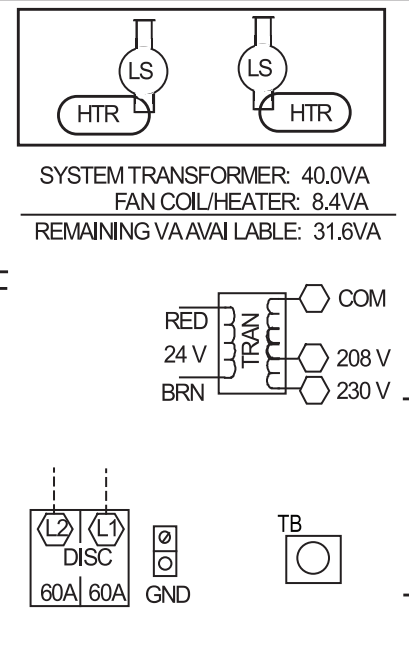 LS LS
HTR HTR
SYSTEM TRANSFORMER: 40.0VA
FAN COIL/HEATER: 8.4VA
REMAINING VA AVAI LABLE: 31.6VA
COM
RED
24 V
BRN
TRAN
208 V
230 V
L2 L1
DISC
60A 60A
GND
TB